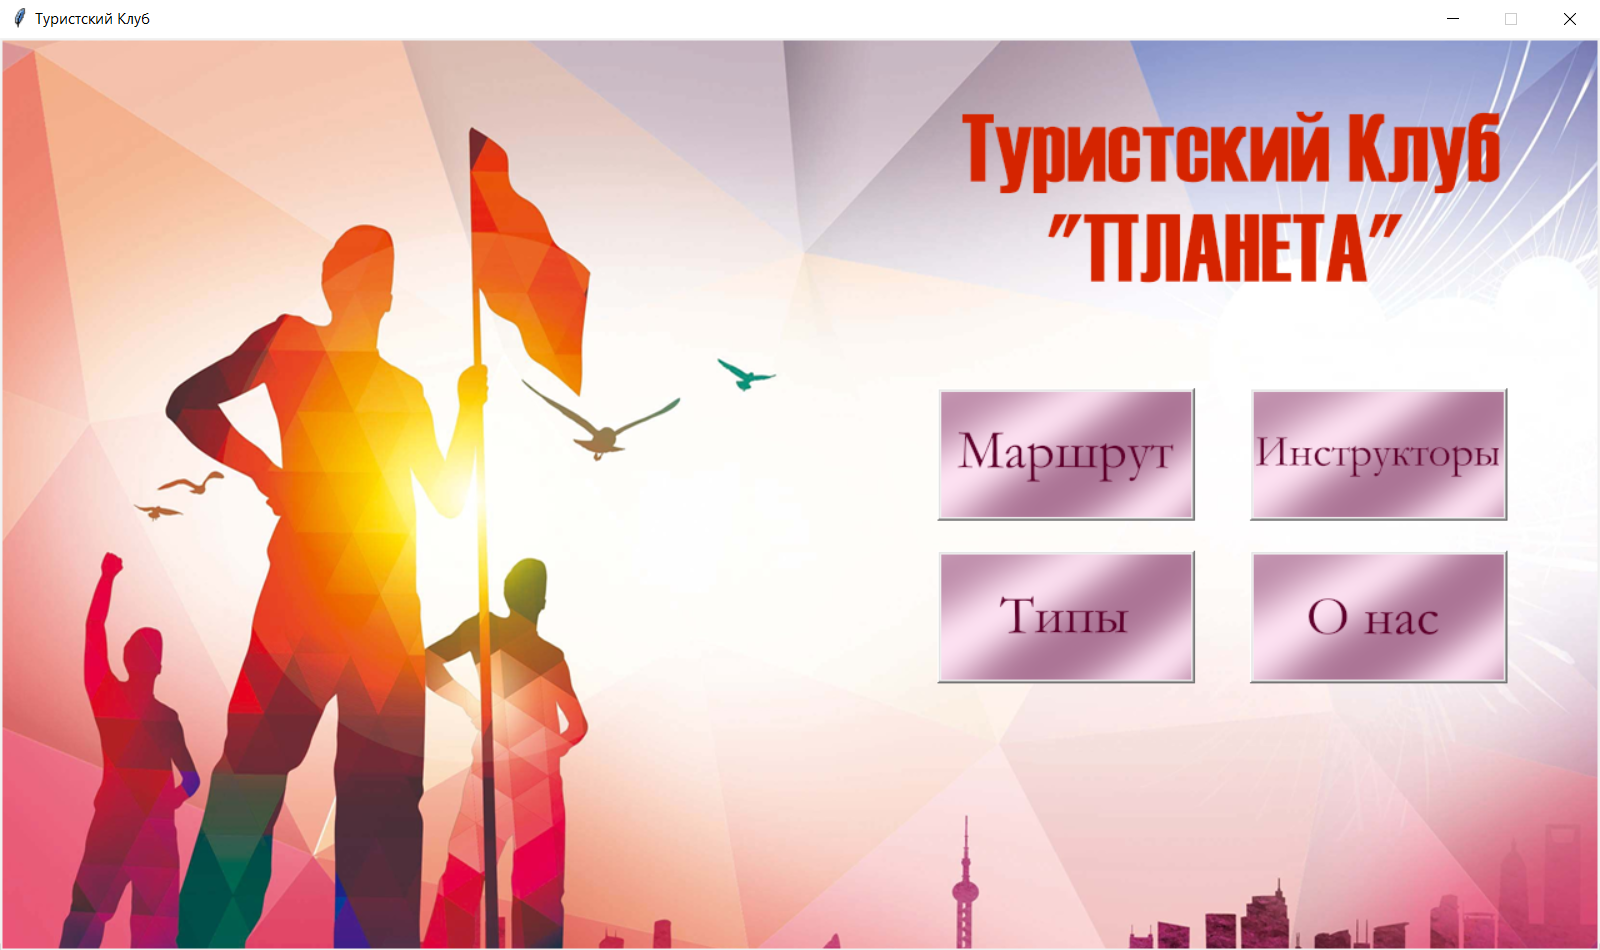 Туристский Клуб
Туристский Клуб
"ПЛАНЕТА"
Маршрут
Инструкторы
Типы
О нас